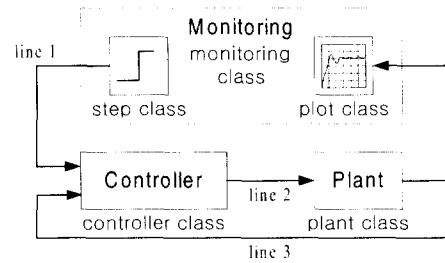 Monitoring
line 1
monitoring
class
step class
plot class
Controller
Plant
line 2
controller class
plant class
line 3